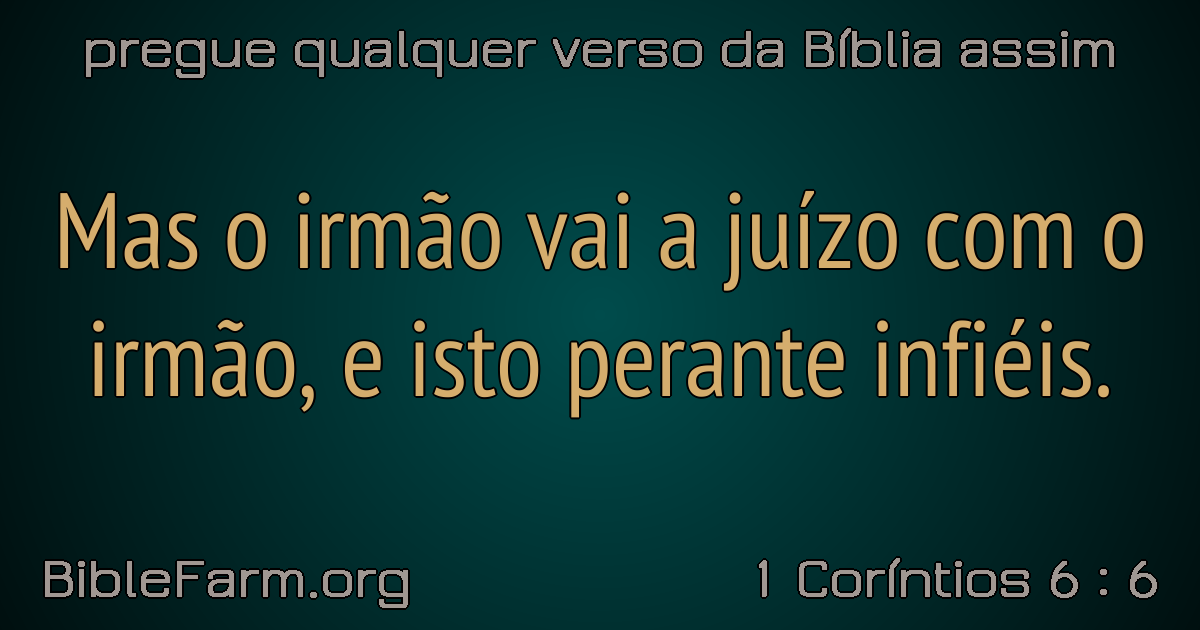 pregue qualquer verso da Bíblia assim
Mas o irmão vai a juízo com o
irmão, e isto perante infiéis.
BibleFarm.org
1 Coríntios 6 : 6